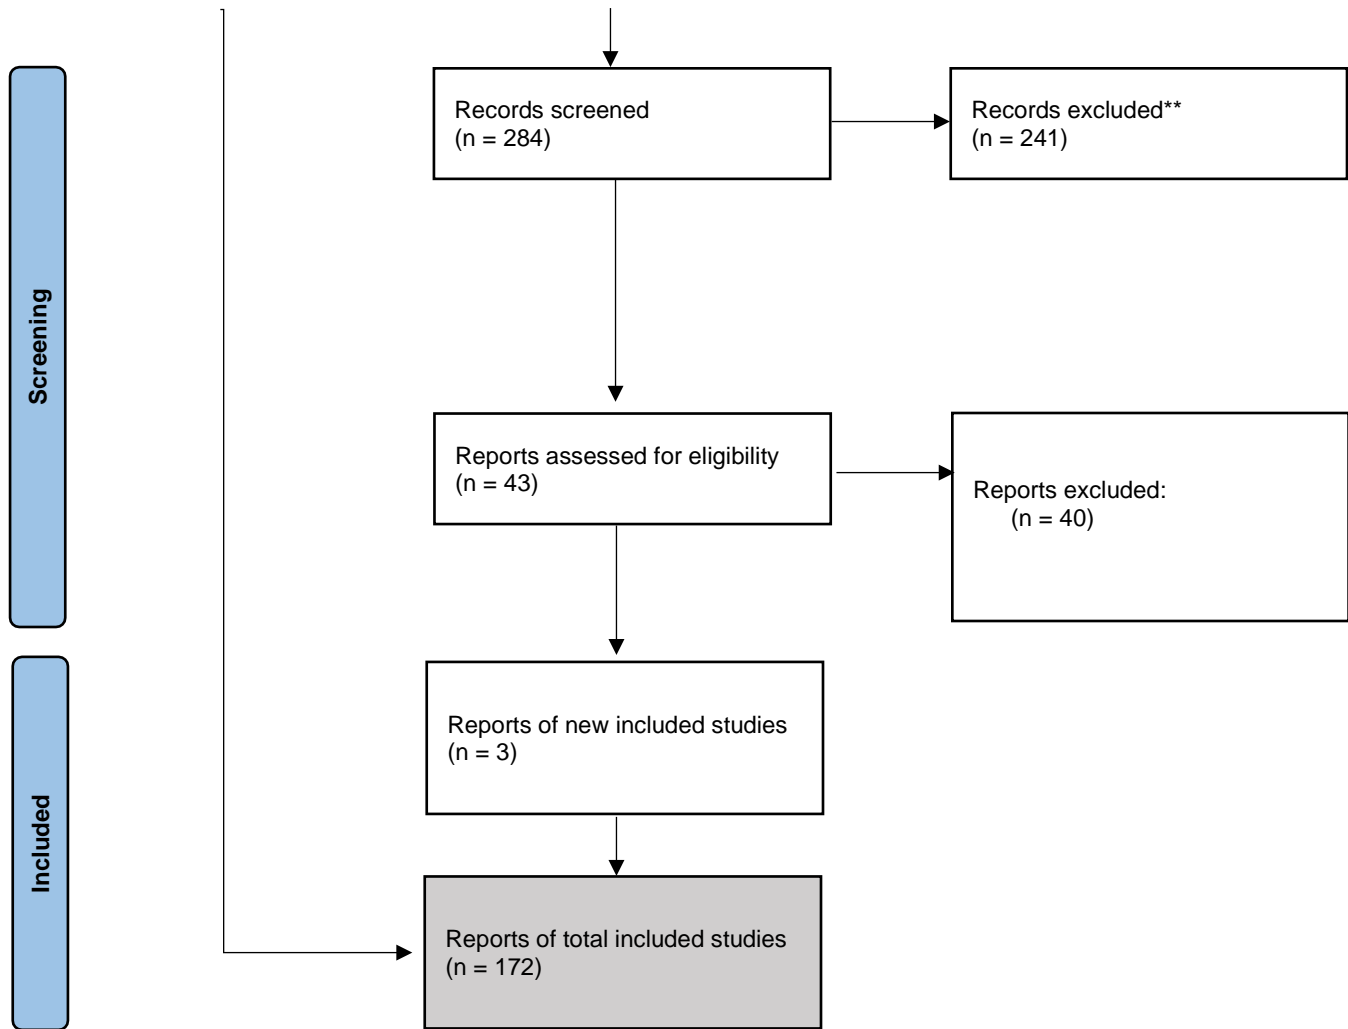 Screening
Records screened
(n = 284)
Records excluded**
(n = 241)
Reports assessed for eligibility
(n = 43)
Reports excluded:
(n = 40)
Included
Reports of new included studies
(n = 3)
Reports of total included studies
(n = 172)